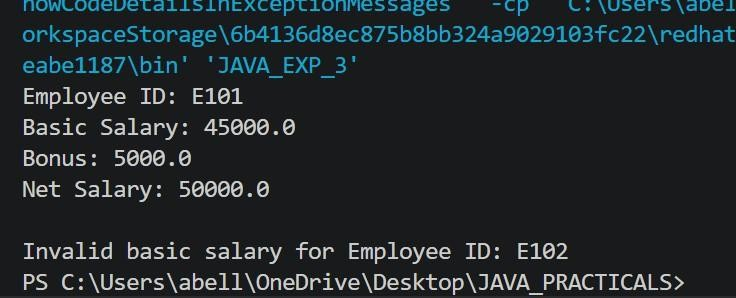 howCodeDetailsInExceptionMessages' '-cp' 'C:\Users\abel
orkspaceStorage\6b4136d8ec875b8bb324a9029103fc22\redhat
eabe1187\bin' 'JAVA_EXP_3'
Employee ID: E101
Basic Salary: 45000.0
Bonus: 5000.0
Net Salary: 50000.0
Invalid basic salary for Employee ID: E102
PS C:\Users\abell\OneDrive\Desktop\JAVA_PRACTICALS>